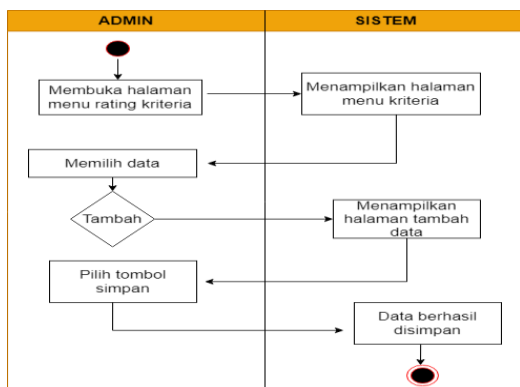 ADMIN
SISTEM
Membuka halaman
menu rating kriteria
Menampilkan halaman
menu kriteria
Memilih data
Tambah
Menampilkan
halaman tambah
data
Pilih tombol
simpan
Data berhasil
disimpan